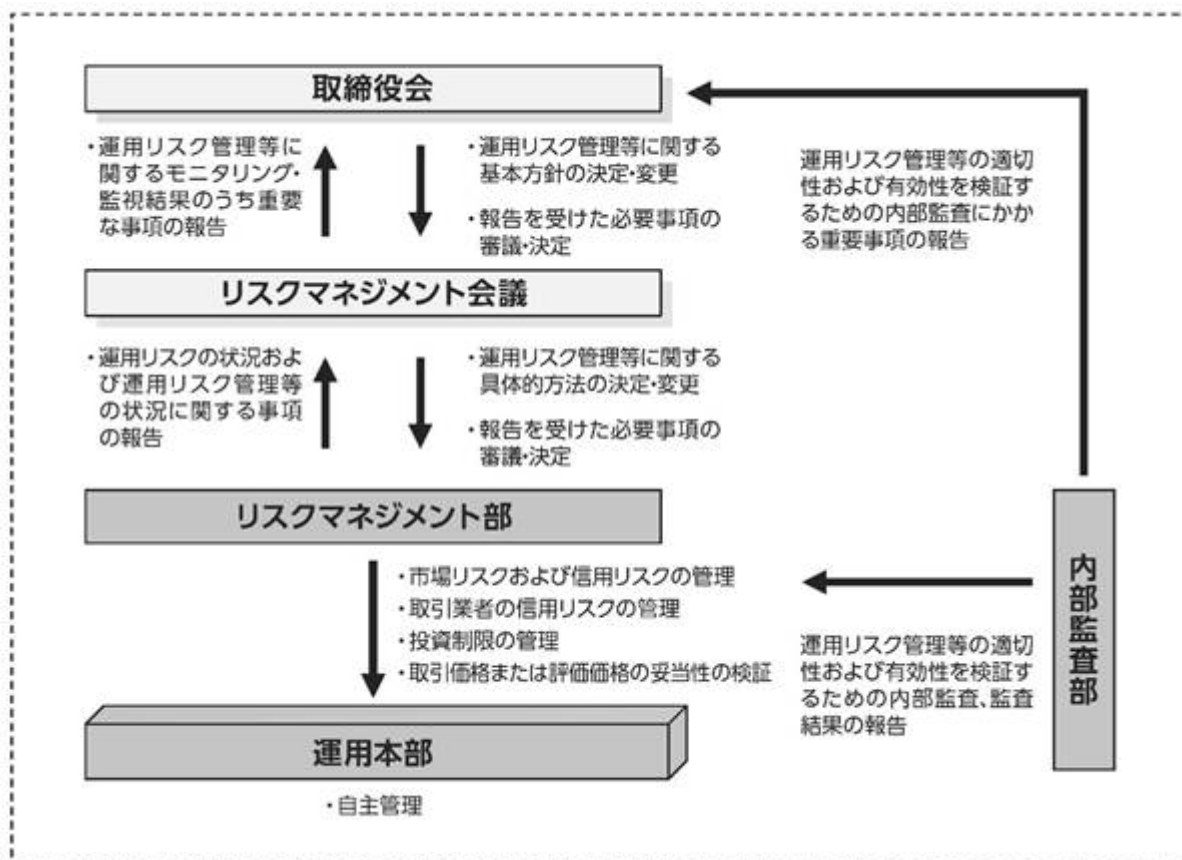 取締役会
・運用リスク管理等に
関するモニタリング・
監視結果のうち重要
な事項の報告
・運用リスク管理等に関する
基本方針の決定・変更
・報告を受けた必要事項の
審議・決定
運用リスク管理等の適切
性および有効性を検証す
るための内部監査にかか
る重要事項の報告
リスクマネジメント会議
・運用リスクの状況およ
び運用リスク管理等
の状況に関する事項
の報告
・運用リスク管理等に関する
具体的方法の決定・変更
・報告を受けた必要事項の
審議・決定
リスクマネジメント部
・市場リスクおよび信用リスクの管理
・取引業者の信用リスクの管理
・投資制限の管理
・取引価格または評価価格の妥当性の検証
内部監査部
運用リスク管理等の適切
性および有効性を検証す
るための内部監査、監査
結果の報告
運用本部
・自主管理